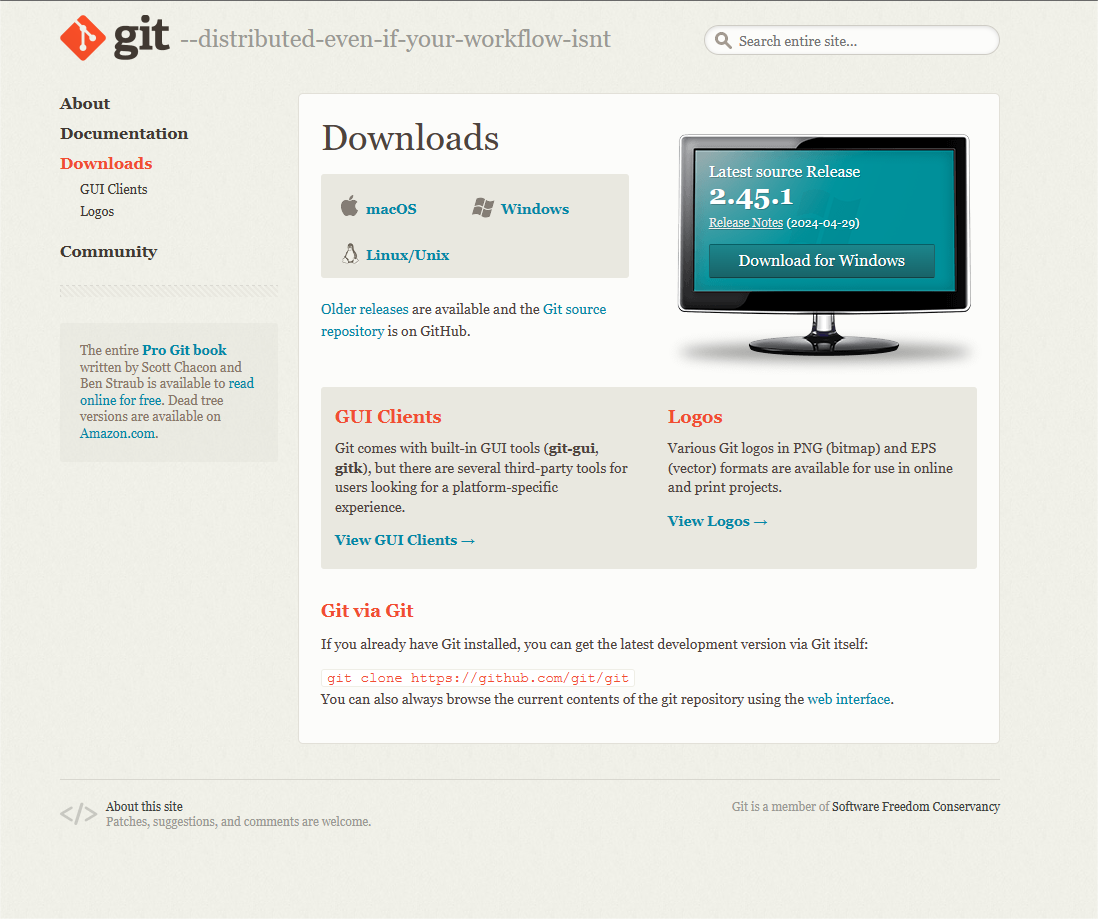 git --distributed-even-if-your-workflow-isnt
Search entire site...
About
Documentation
Downloads
GUI Clients
Logos
Community
The entire Pro Git book
written by Scott Chacon and
Ben Straub is available to read
online for free. Dead tree
versions are available on
Amazon.com.
Downloads
macOS
Windows
Linux/Unix
Older releases are available and the Git source
repository is on GitHub.
Latest source Release
2.45.1
Release Notes (2024-04-29)
Download for Windows
GUI Clients
Git comes with built-in GUI tools (git-gui,
gitk), but there are several third-party tools for
users looking for a platform-specific
experience.
View GUI Clients →
Logos
Various Git logos in PNG (bitmap) and EPS
(vector) formats are available for use in online
and print projects.
View Logos →
Git via Git
If you already have Git installed, you can get the latest development version via Git itself:
git clone https://github.com/git/git
You can also always browse the current contents of the git repository using the web interface.
</>
About this site
Patches, suggestions, and comments are welcome.
Git is a member of Software Freedom Conservancy